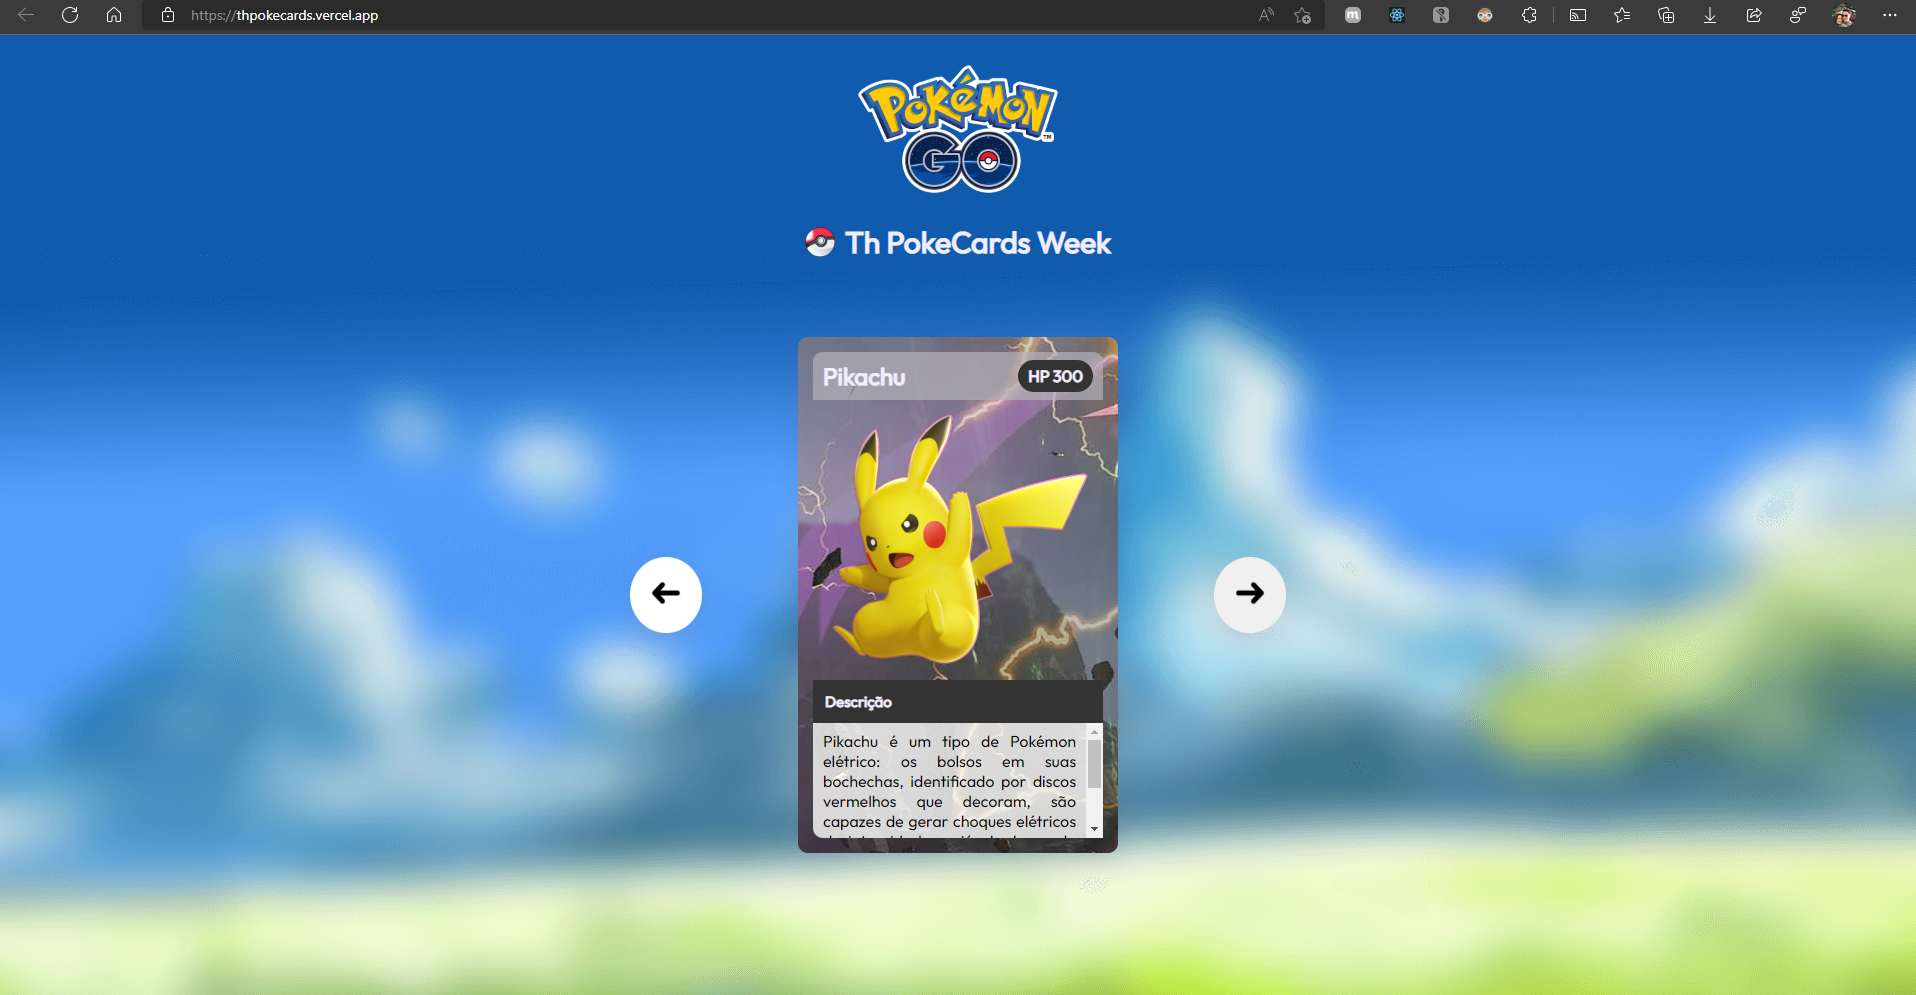 https://thpokecards.vercel.app
POKéMON
GO
Th PokeCards Week
Pikachu
HP 300
Descrição
Pikachu é um tipo de Pokémon
elétrico: os bolsos em suas
bochechas, identificado por discos
vermelhos que decoram, são
capazes de gerar choques elétricos